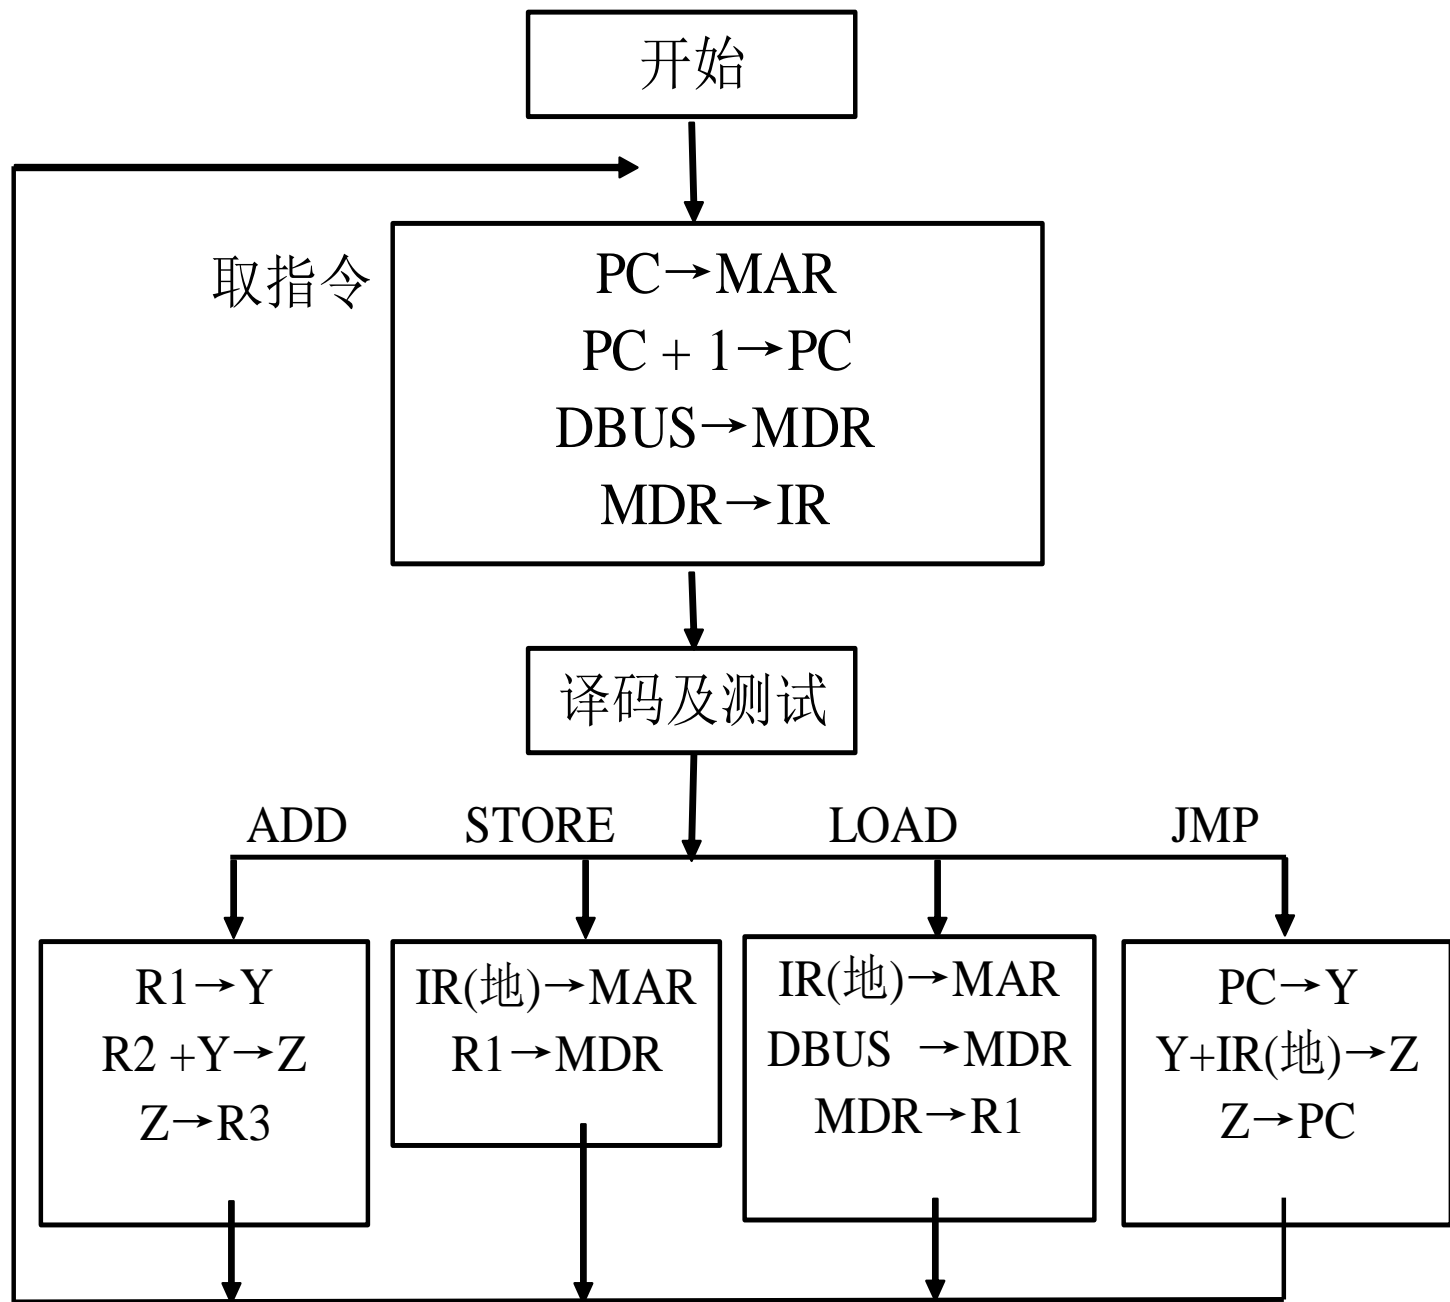 开始
取指令
PC→MAR
PC + 1→PC
DBUS→MDR
MDR→IR
译码及测试
ADD
STORE
LOAD
JMP
R1→Y
R2 +Y→Z
Z→R3
IR(地)→MAR
R1→MDR
IR(地)→MAR
DBUS →MDR
MDR→R1
PC→Y
Y+IR(地)→Z
Z→PC